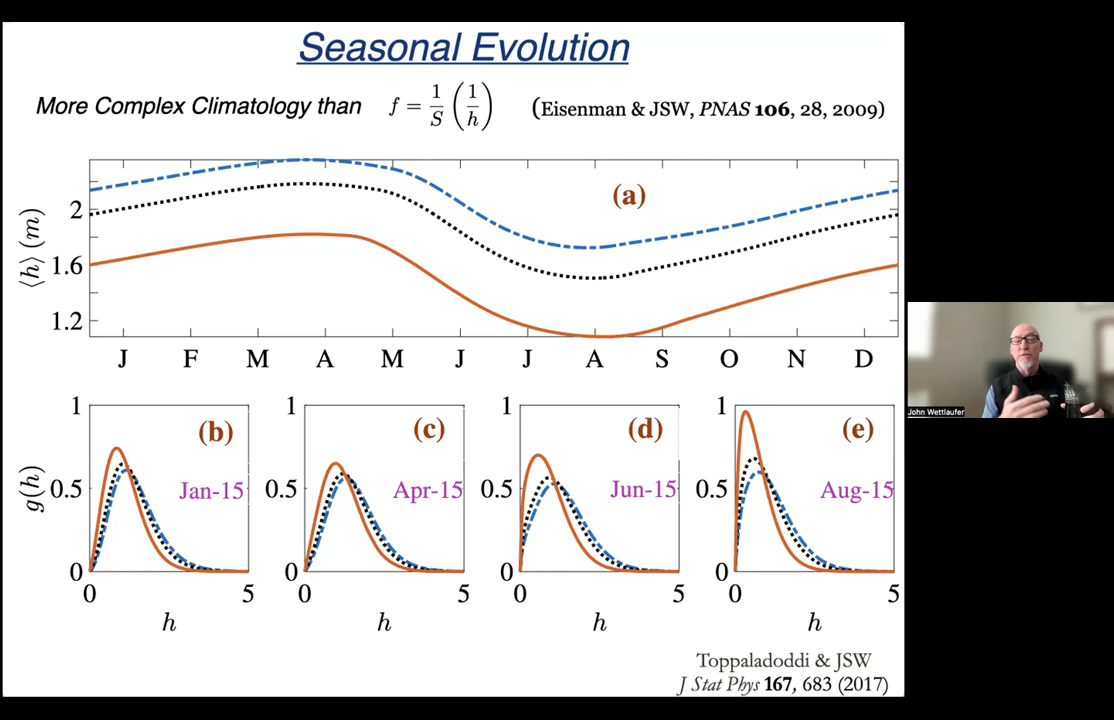 Seasonal Evolution
More Complex Climatology than f = 1/S (1/h) (Eisenman & JSW, PNAS 106, 28, 2009)
(a)
⟨h⟩ (m)
2
1.6
1.2
J F M A M J J A S O N D
1 1 1 1
(b) (c) (d) (e)
g(h)
0.5 Jan-15 0.5 Apr-15 0.5 Jun-15 0.5 Aug-15
0 0 0 0
0 5 0 5 0 5 0 5
h h h h
Toppaladoddi & JSW
J Stat Phys 167, 683 (2017)
John Wettlaufer